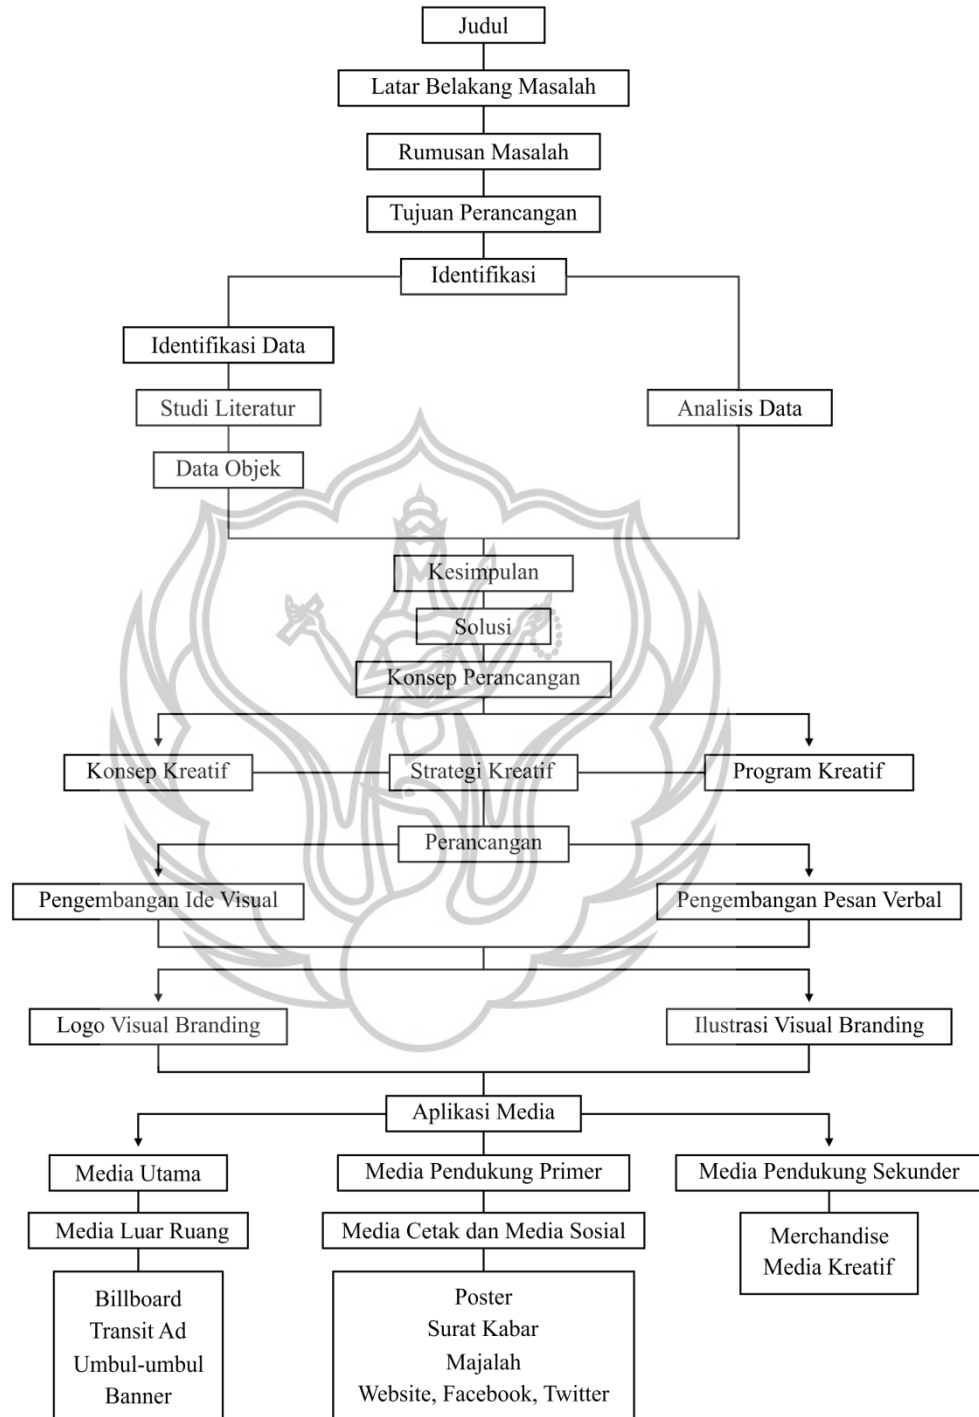 Judul
Latar Belakang Masalah
Rumusan Masalah
Tujuan Perancangan
Identifikasi
Identifikasi Data
Studi Literatur
Analisis Data
Data Objek
Kesimpulan
Solusi
Konsep Perancangan
Konsep Kreatif
Strategi Kreatif
Program Kreatif
Perancangan
Pengembangan Ide Visual
Pengembangan Pesan Verbal
Logo Visual Branding
Ilustrasi Visual Branding
Aplikasi Media
Media Utama
Media Pendukung Primer
Media Pendukung Sekunder
Media Luar Ruang
Media Cetak dan Media Sosial
Merchandise
Media Kreatif
Billboard
Transit Ad
Umbul-umbul
Banner
Poster
Surat Kabar
Majalah
Website, Facebook, Twitter